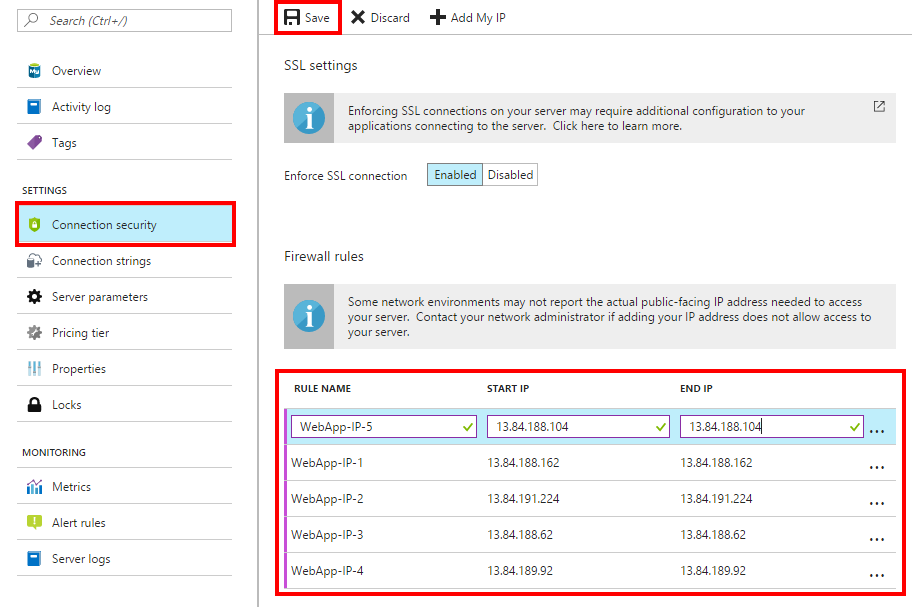 Search (Ctrl+/)
Overview
Activity log
Tags
SETTINGS
Connection security
Connection strings
Server parameters
Pricing tier
Properties
Locks
MONITORING
Metrics
Alert rules
Server logs
Save Discard Add My IP
SSL settings
Enforcing SSL connections on your server may require additional configuration to your
applications connecting to the server. Click here to learn more.
Enforce SSL connection Enabled Disabled
Firewall rules
Some network environments may not report the actual public-facing IP address needed to access
your server. Contact your network administrator if adding your IP address does not allow access to
your server.
RULE NAME START IP END IP
WebApp-IP-5 13.84.188.104 13.84.188.104 ...
WebApp-IP-1 13.84.188.162 13.84.188.162 ...
WebApp-IP-2 13.84.191.224 13.84.191.224 ...
WebApp-IP-3 13.84.188.62 13.84.188.62 ...
WebApp-IP-4 13.84.189.92 13.84.189.92 ...